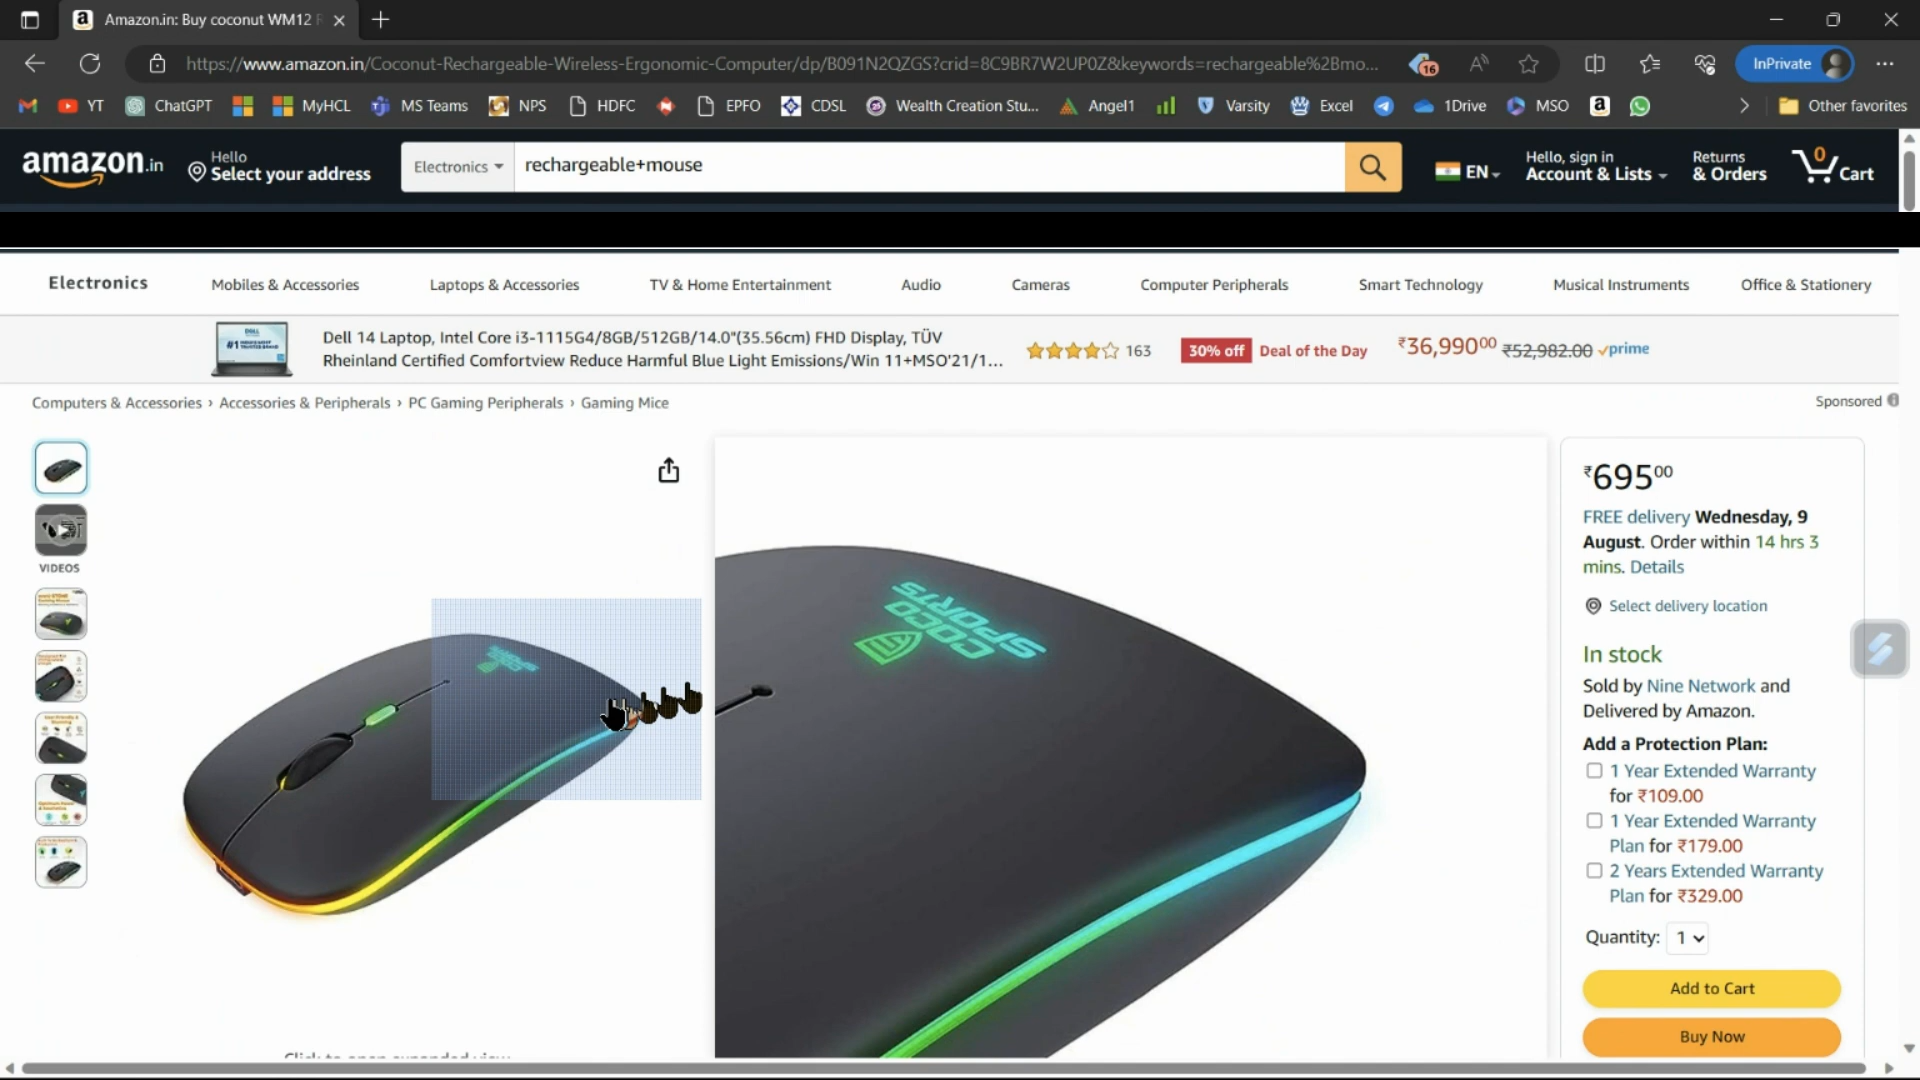 Amazon.in: Buy coconut WM12
https://www.amazon.in/Coconut-Rechargeable-Wireless-Ergonomic-Computer/dp/B091N2QZGS?crid=8C9BR7W2UP0Z&keywords=rechargeable%2Bmo...
16
InPrivate
YT
ChatGPT
MyHCL
MS Teams
NPS
HDFC
EPFO
CDSL
Wealth Creation Stu...
Angel1
Varsity
Excel
1Drive
MSO
Other favorites
amazon.in
Hello
Select your address
Electronics
rechargeable+mouse
EN
Hello, sign in
Account & Lists
Returns
& Orders
0
Cart
Electronics
Mobiles & Accessories
Laptops & Accessories
TV & Home Entertainment
Audio
Cameras
Computer Peripherals
Smart Technology
Musical Instruments
Office & Stationery
Dell 14 Laptop, Intel Core i3-1115G4/8GB/512GB/14.0"(35.56cm) FHD Display, TÜV
Rheinland Certified Comfortview Reduce Harmful Blue Light Emissions/Win 11+MSO'21/1...
163
30% off
Deal of the Day
₹36,99000
₹52,982.00
prime
Computers & Accessories › Accessories & Peripherals › PC Gaming Peripherals › Gaming Mice
Sponsored
VIDEOS
COCO
SPORTS
COCO
SPORTS
Click to open expanded view
₹69500
FREE delivery Wednesday, 9
August. Order within 14 hrs 3
mins. Details
Select delivery location
In stock
Sold by Nine Network and
Delivered by Amazon.
Add a Protection Plan:
1 Year Extended Warranty
for ₹109.00
1 Year Extended Warranty
Plan for ₹179.00
2 Years Extended Warranty
Plan for ₹329.00
Quantity: 1
Add to Cart
Buy Now